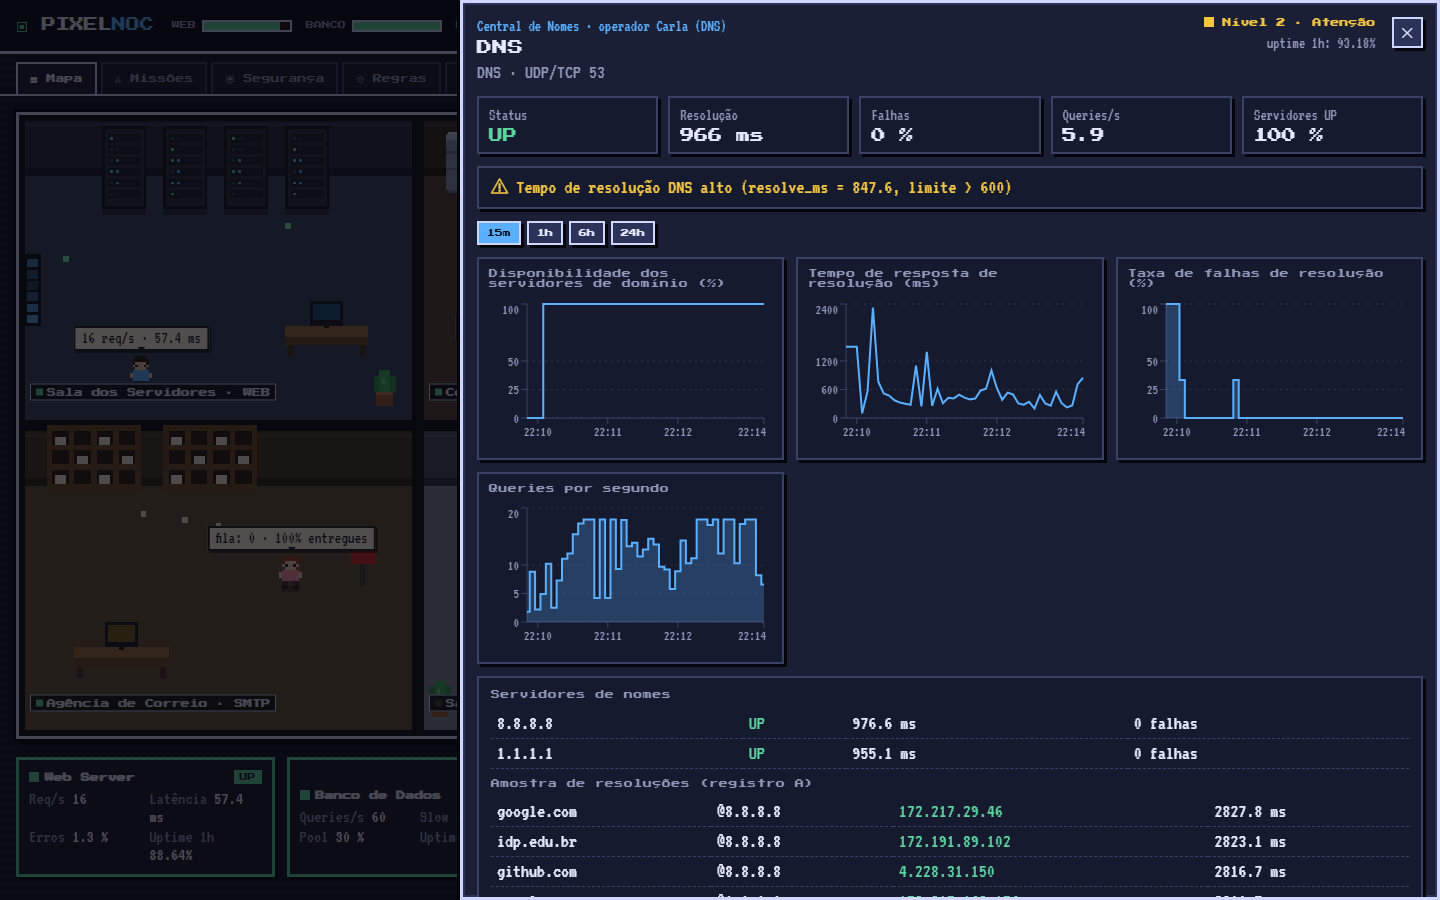 PIXELNOC
WEB
BANCO
Mapa
Missões
Segurança
Regras
16 req/s · 57.4 ms
Sala dos Servidores · WEB
fila: 0 · 100% entregues
Agência de Correio · SMTP
Web Server
UP
Req/s 16
Latência 57.4 ms
Erros 1.3 %
Uptime 1h 88.64%
Banco de Dados
Queries/s 60
Slow
Pool 30 %
Uptim
Central de Nomes · operador Carla (DNS)
DNS
DNS · UDP/TCP 53
Nível 2 · Atenção
uptime 1h: 93.18%
Status
UP
Resolução
966 ms
Falhas
0 %
Queries/s
5.9
Servidores UP
100 %
Tempo de resolução DNS alto (resolve_ms = 847.6, limite > 600)
15m
1h
6h
24h
Disponibilidade dos
servidores de domínio (%)
100
50
25
0
22:10
22:11
22:12
22:14
Tempo de resposta de
resolução (ms)
2400
1200
600
0
22:10
22:11
22:12
22:14
Taxa de falhas de resolução
(%)
100
50
25
0
22:10
22:11
22:12
22:14
Queries por segundo
20
10
5
0
22:10
22:11
22:12
22:14
Servidores de nomes
8.8.8.8 UP 976.6 ms 0 falhas
1.1.1.1 UP 955.1 ms 0 falhas
Amostra de resoluções (registro A)
google.com @8.8.8.8 172.217.29.46 2827.8 ms
idp.edu.br @8.8.8.8 172.191.89.102 2823.1 ms
github.com @8.8.8.8 4.228.31.150 2816.7 ms